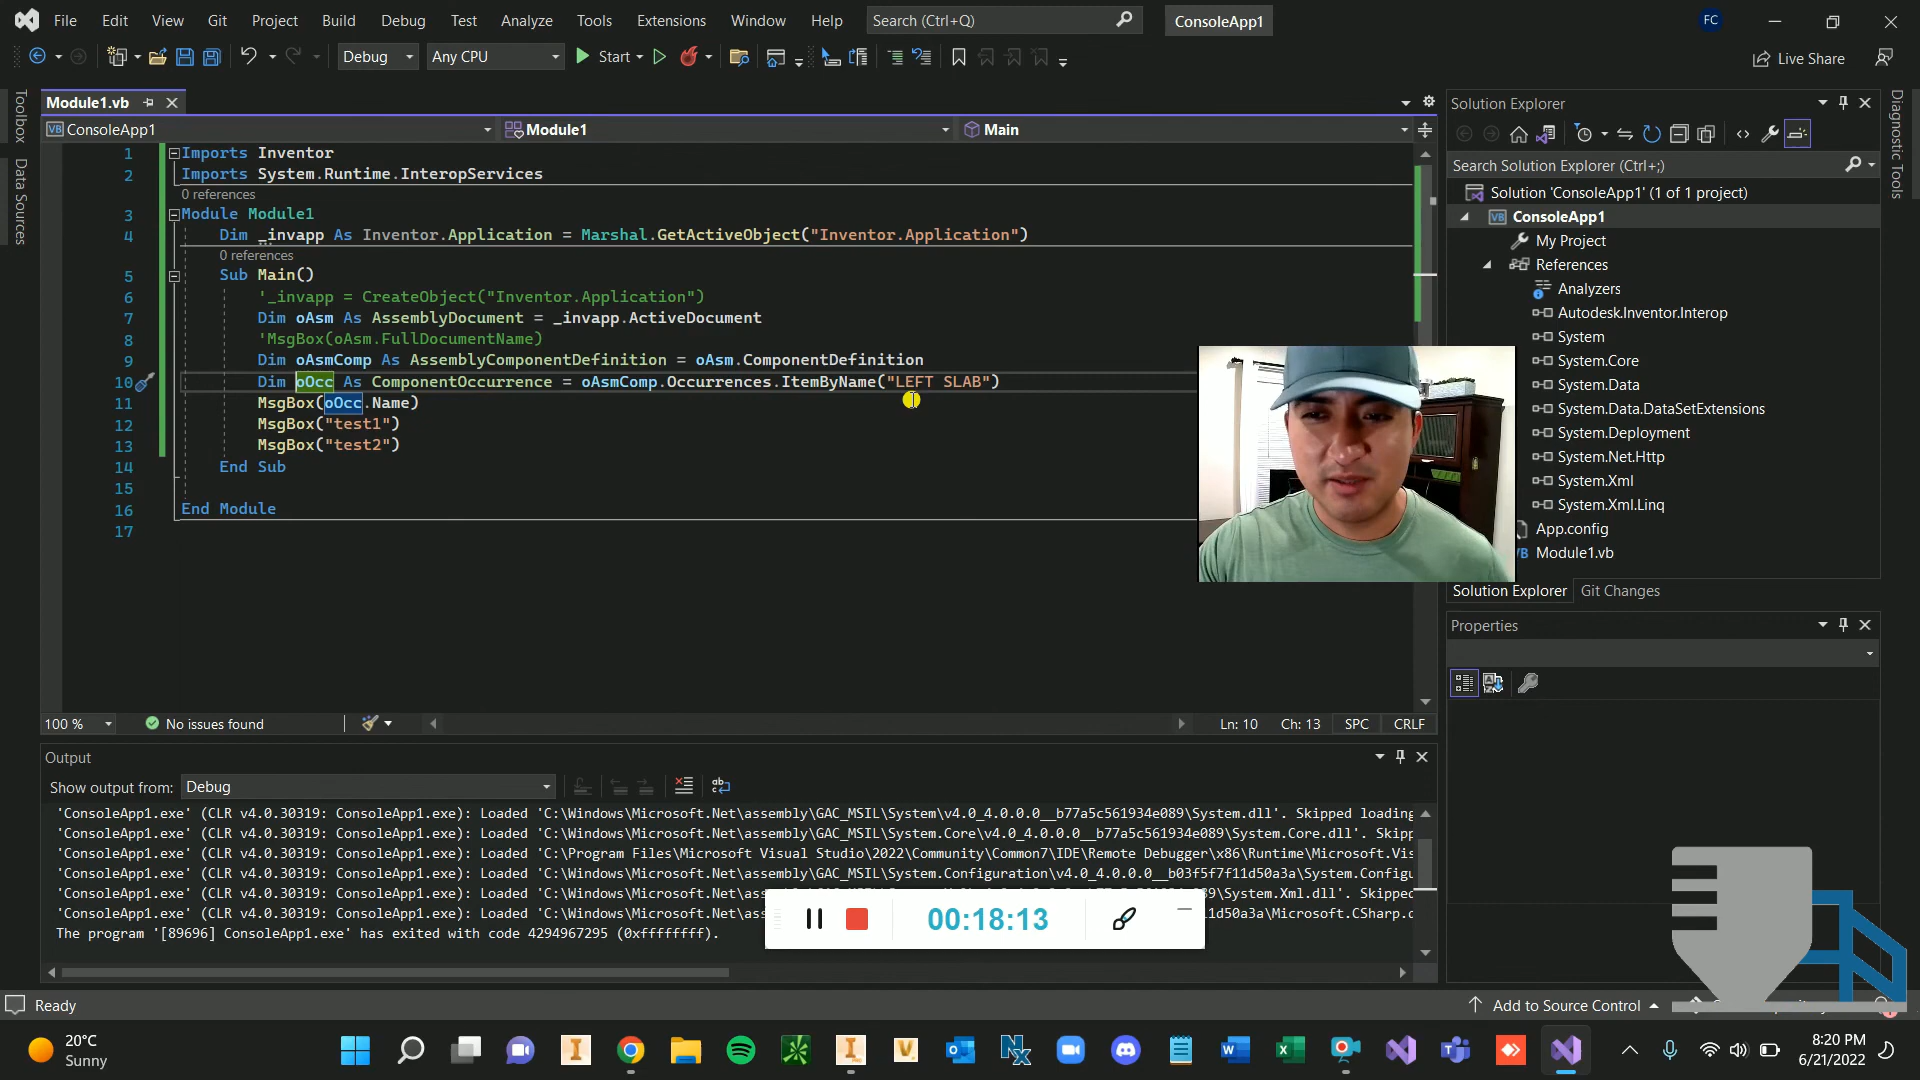 File Edit View Git Project Build Debug Test Analyze Tools Extensions Window Help Search (Ctrl+Q) ConsoleApp1 FC
Debug Any CPU Start Live Share
Module1.vb
ConsoleApp1 Module1 Main
Toolbox
Data Sources
1 Imports Inventor
2 Imports System.Runtime.InteropServices
0 references
3 Module Module1
4 Dim _invapp As Inventor.Application = Marshal.GetActiveObject("Inventor.Application")
0 references
5 Sub Main()
6 '_invapp = CreateObject("Inventor.Application")
7 Dim oAsm As AssemblyDocument = _invapp.ActiveDocument
8 'MsgBox(oAsm.FullDocumentName)
9 Dim oAsmComp As AssemblyComponentDefinition = oAsm.ComponentDefinition
10 Dim oOcc As ComponentOccurrence = oAsmComp.Occurrences.ItemByName("LEFT SLAB")
11 MsgBox(oOcc.Name)
12 MsgBox("test1")
13 MsgBox("test2")
14 End Sub
15
16 End Module
17
100 % No issues found Ln: 10 Ch: 13 SPC CRLF
Solution Explorer
Search Solution Explorer (Ctrl+;)
Solution 'ConsoleApp1' (1 of 1 project)
VB ConsoleApp1
My Project
References
Analyzers
Autodesk.Inventor.Interop
System
System.Core
System.Data
System.Data.DataSetExtensions
System.Deployment
System.Net.Http
System.Xml
System.Xml.Linq
App.config
Module1.vb
Solution Explorer Git Changes
Diagnostic Tools
Properties
Output
Show output from: Debug
'ConsoleApp1.exe' (CLR v4.0.30319: ConsoleApp1.exe): Loaded 'C:\Windows\Microsoft.Net\assembly\GAC_MSIL\System\v4.0_4.0.0.0__b77a5c561934e089\System.dll'. Skipped loading
'ConsoleApp1.exe' (CLR v4.0.30319: ConsoleApp1.exe): Loaded 'C:\Windows\Microsoft.Net\assembly\GAC_MSIL\System.Core\v4.0_4.0.0.0__b77a5c561934e089\System.Core.dll'. Skipp
'ConsoleApp1.exe' (CLR v4.0.30319: ConsoleApp1.exe): Loaded 'C:\Program Files\Microsoft Visual Studio\2022\Community\Common7\IDE\Remote Debugger\x86\Runtime\Microsoft.Vis
'ConsoleApp1.exe' (CLR v4.0.30319: ConsoleApp1.exe): Loaded 'C:\Windows\Microsoft.Net\assembly\GAC_MSIL\System.Configuration\v4.0_4.0.0.0__b03f5f7f11d50a3a\System.Configu
'ConsoleApp1.exe' (CLR v4.0.30319: ConsoleApp1.exe): Loaded 'C:\Windows\Microsoft.Net\as 89\System.Xml.dll'. Skipped
'ConsoleApp1.exe' (CLR v4.0.30319: ConsoleApp1.exe): Loaded 'C:\Windows\Microsoft.Net\ass 11d50a3a\Microsoft.CSharp.d
The program '[89696] ConsoleApp1.exe' has exited with code 4294967295 (0xffffffff).
00:18:13
Ready Add to Source Control
20°C
Sunny
8:20 PM
6/21/2022